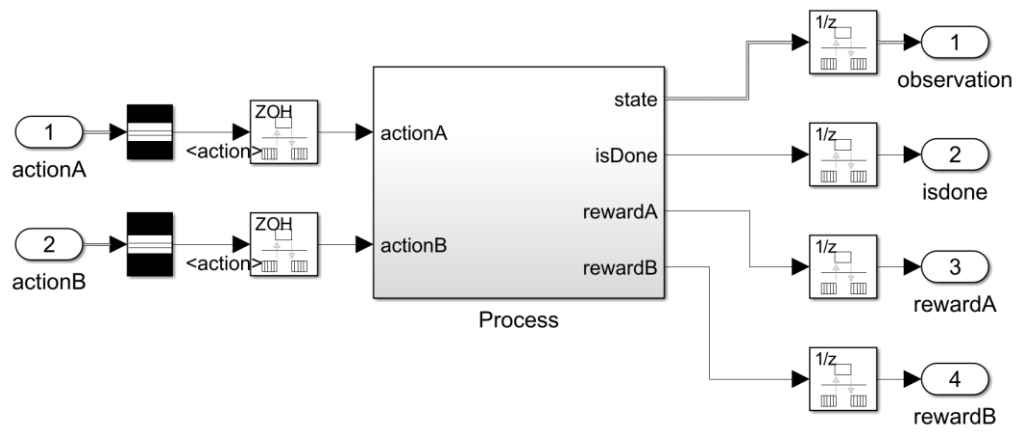 1
actionA
<action>
ZOH
actionA
2
actionB
<action>
ZOH
actionB
state
isDone
rewardA
rewardB
Process
1/z
1
observation
1/z
2
isdone
1/z
3
rewardA
1/z
4
rewardB